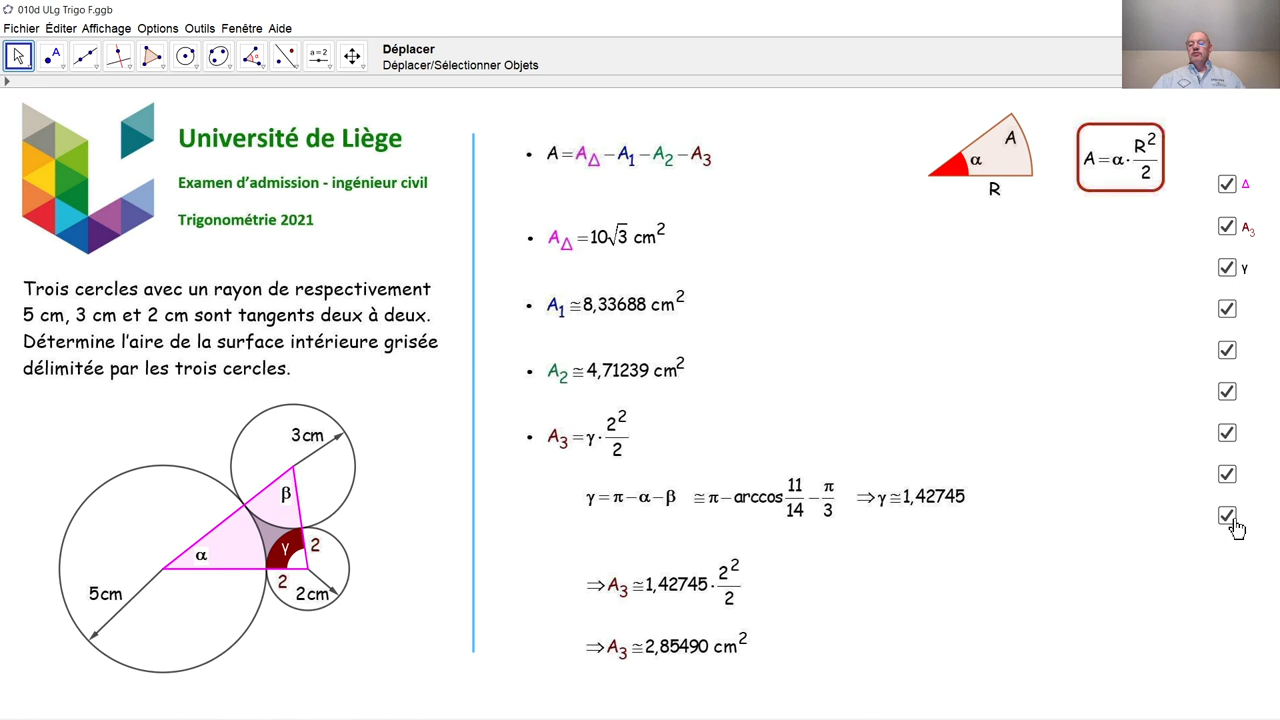 010d ULg Trigo F.ggb
Fichier Éditer Affichage Options Outils Fenêtre Aide
A
a=2
Déplacer
Déplacer/Sélectionner Objets
Université de Liège
Examen d'admission - ingénieur civil
Trigonométrie 2021
Trois cercles avec un rayon de respectivement
5 cm, 3 cm et 2 cm sont tangents deux à deux.
Détermine l'aire de la surface intérieure grisée
délimitée par les trois cercles.
3cm
β
α
γ
2
2
5cm
2cm
• A = A_Δ − A₁ − A₂ − A₃
• A_Δ = 10√3 cm²
• A₁ ≅ 8,33688 cm²
• A₂ ≅ 4,71239 cm²
• A₃ = γ · 2²/2
γ = π − α − β ≅ π − arccos 11/14 − π/3 ⇒ γ ≅ 1,42745
⇒ A₃ ≅ 1,42745 · 2²/2
⇒ A₃ ≅ 2,85490 cm²
A
α
R
A = α · R²/2
Δ
A₃
γ